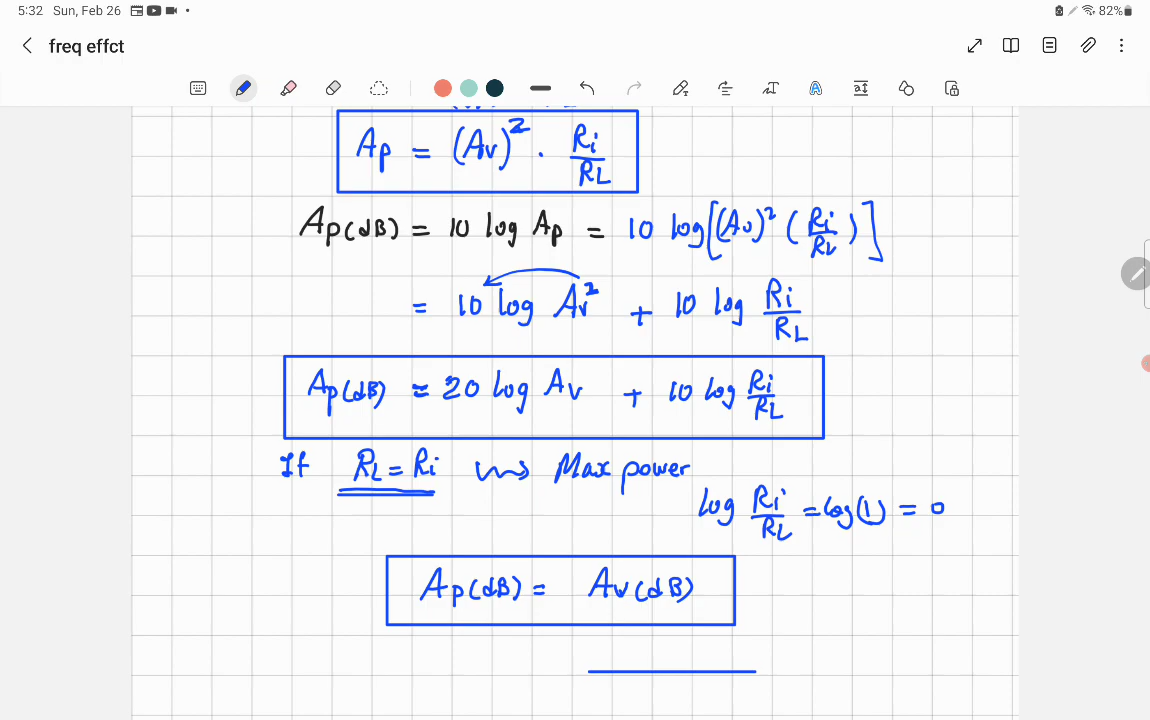 5:32 Sun, Feb 26 82%
freq effct
Ap = (Av)² · Ri/RL
Ap(dB) = 10 log Ap = 10 log[(Av)² (Ri/RL)]
= 10 log Av² + 10 log Ri/RL
Ap(dB) = 20 log Av + 10 log Ri/RL
If RL = Ri ⟿ Max power
log Ri/RL = log(1) = 0
Ap(dB) = Av(dB)